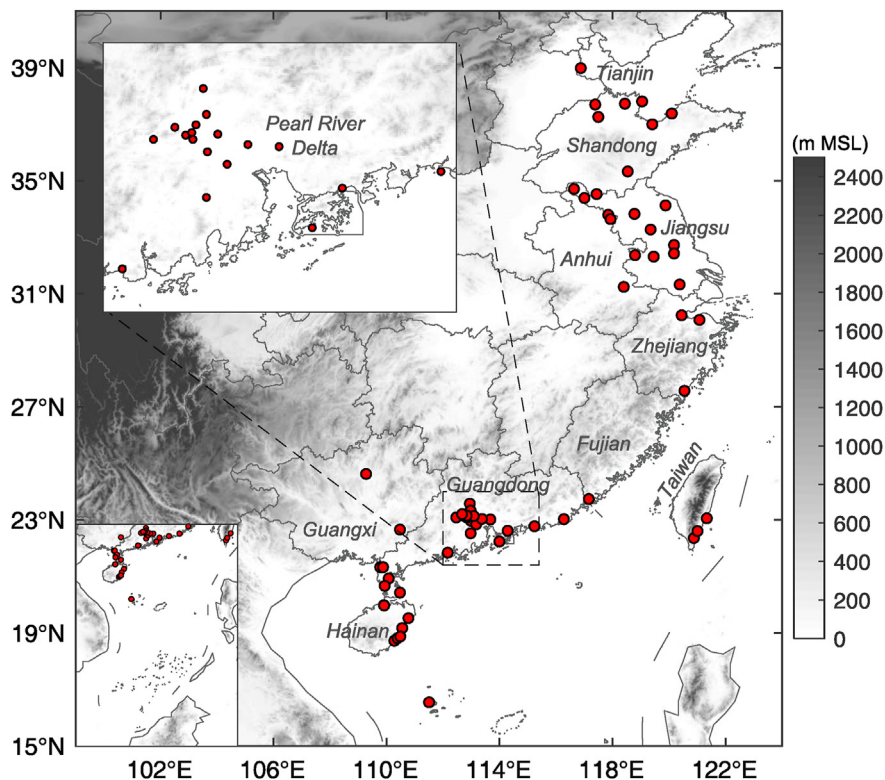 (m MSL)
39°N
35°N
31°N
27°N
23°N
19°N
15°N
102°E
106°E
110°E
114°E
118°E
122°E
2400
2200
2000
1800
1600
1400
1200
1000
800
600
400
200
0
Pearl River
Delta
Tianjin
Shandong
Jiangsu
Anhui
Zhejiang
Fujian
Taiwan
Guangdong
Guangxi
Hainan